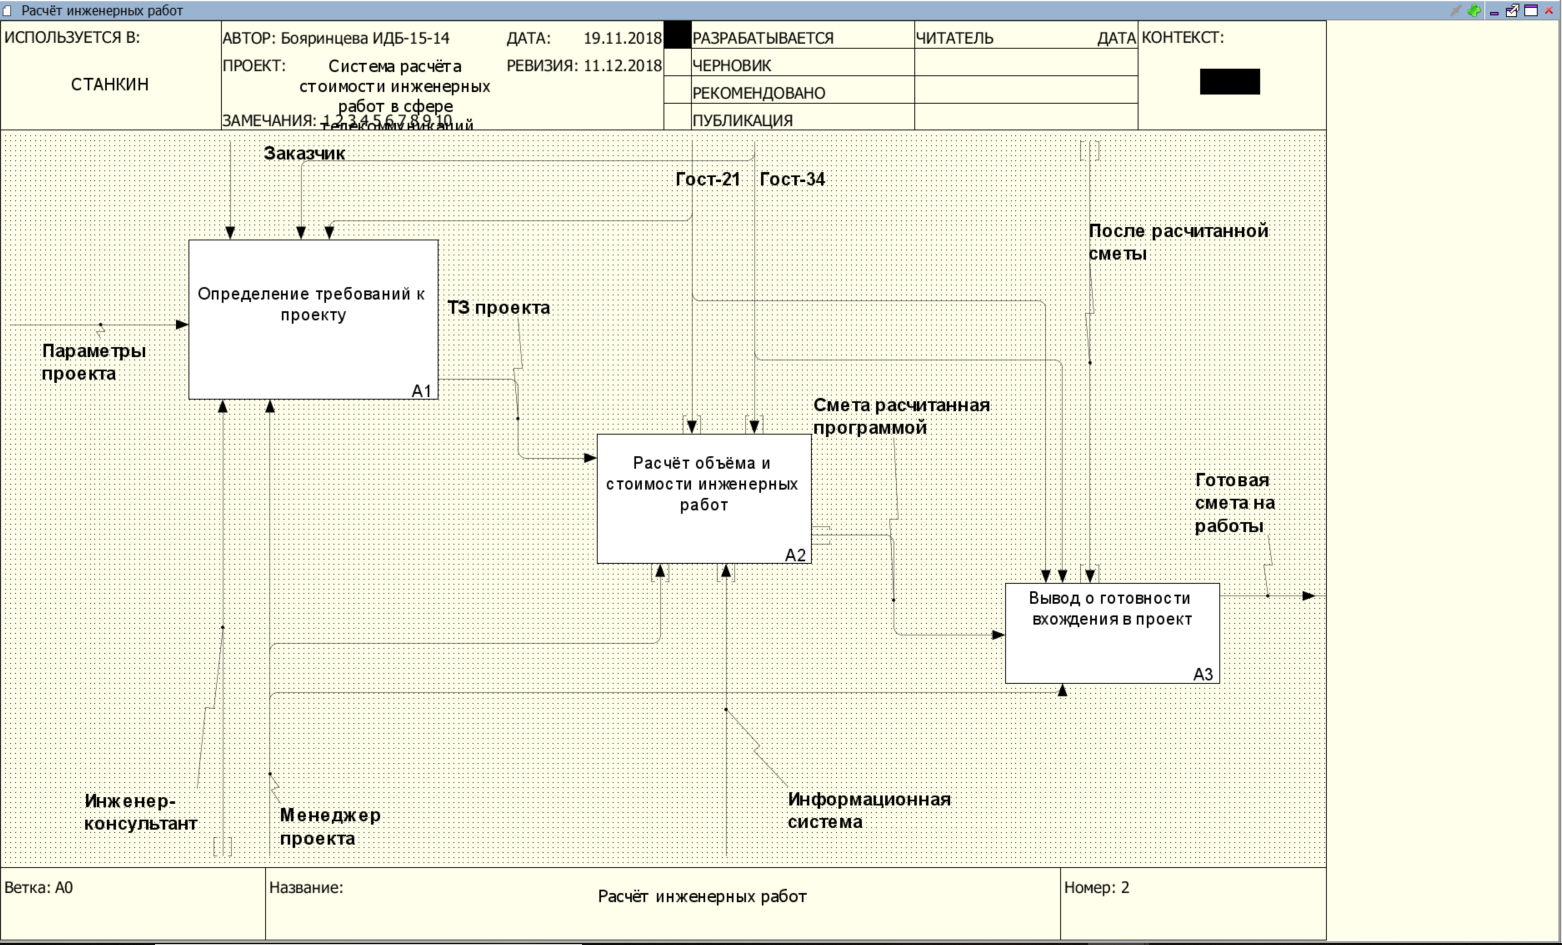 Расчёт инженерных работ
ИСПОЛЬЗУЕТСЯ В:
СТАНКИН
АВТОР: Бояринцева ИДБ-15-14
ДАТА: 19.11.2018
ПРОЕКТ: Система расчёта
стоимости инженерных
работ в сфере
телекоммуникаций
РЕВИЗИЯ: 11.12.2018
ЗАМЕЧАНИЯ: 1 2 3 4 5 6 7 8 9 10
РАЗРАБАТЫВАЕТСЯ
ЧЕРНОВИК
РЕКОМЕНДОВАНО
ПУБЛИКАЦИЯ
ЧИТАТЕЛЬ
ДАТА
КОНТЕКСТ:
Заказчик
Гост-21
Гост-34
После расчитанной
сметы
Определение требований к
проекту
A1
ТЗ проекта
Параметры
проекта
Смета расчитанная
программой
Расчёт объёма и
стоимости инженерных
работ
A2
Готовая
смета на
работы
Вывод о готовности
вхождения в проект
A3
Инженер-
консультант
Менеджер
проекта
Информационная
система
Ветка: A0
Название:
Расчёт инженерных работ
Номер: 2